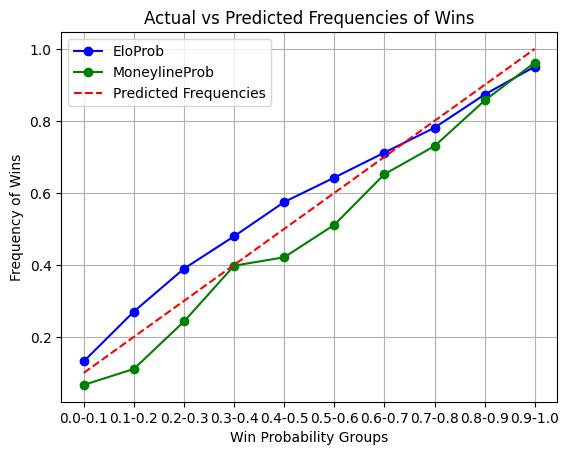 Actual vs Predicted Frequencies of Wins
EloProb
MoneylineProb
Predicted Frequencies
1.0
0.8
0.6
0.4
0.2
Frequency of Wins
0.0-0.1 0.1-0.2 0.2-0.3 0.3-0.4 0.4-0.5 0.5-0.6 0.6-0.7 0.7-0.8 0.8-0.9 0.9-1.0
Win Probability Groups